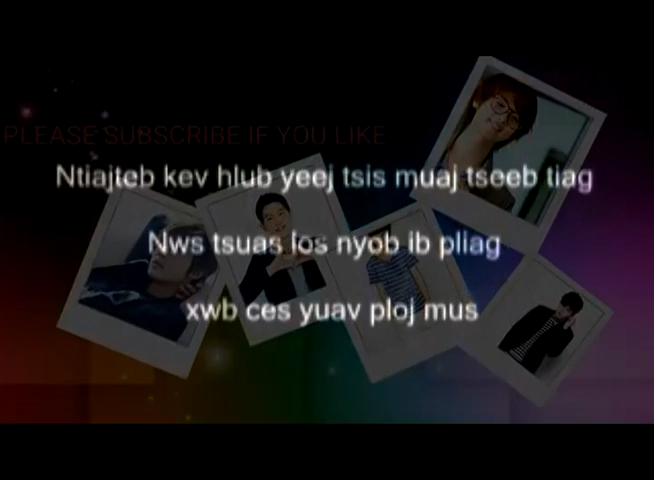 PLEASE SUBSCRIBE IF YOU LIKE
Ntiajteb kev hlub yeej tsis muaj tseeb tiag
Nws tsuas los nyob ib pliag
xwb ces yuav ploj mus